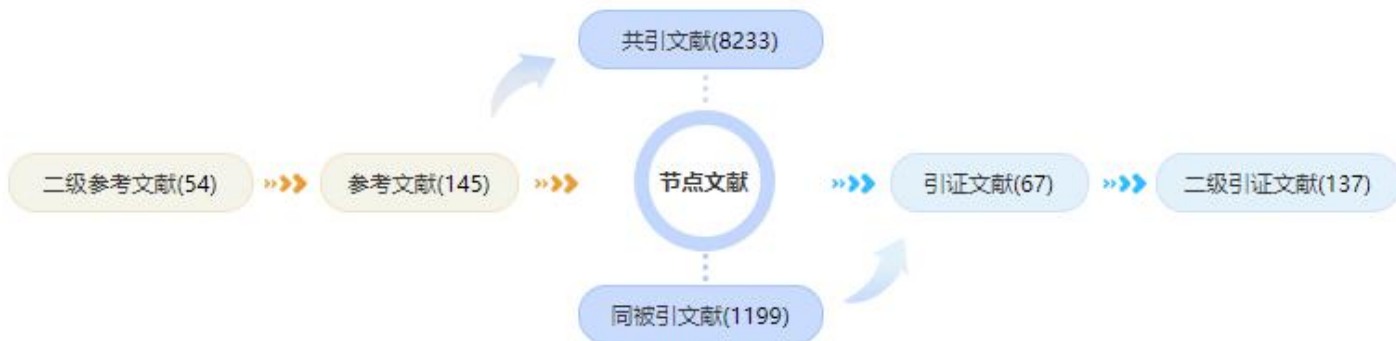 共引文献(8233)
二级参考文献(54)
参考文献(145)
节点文献
引证文献(67)
二级引证文献(137)
同被引文献(1199)